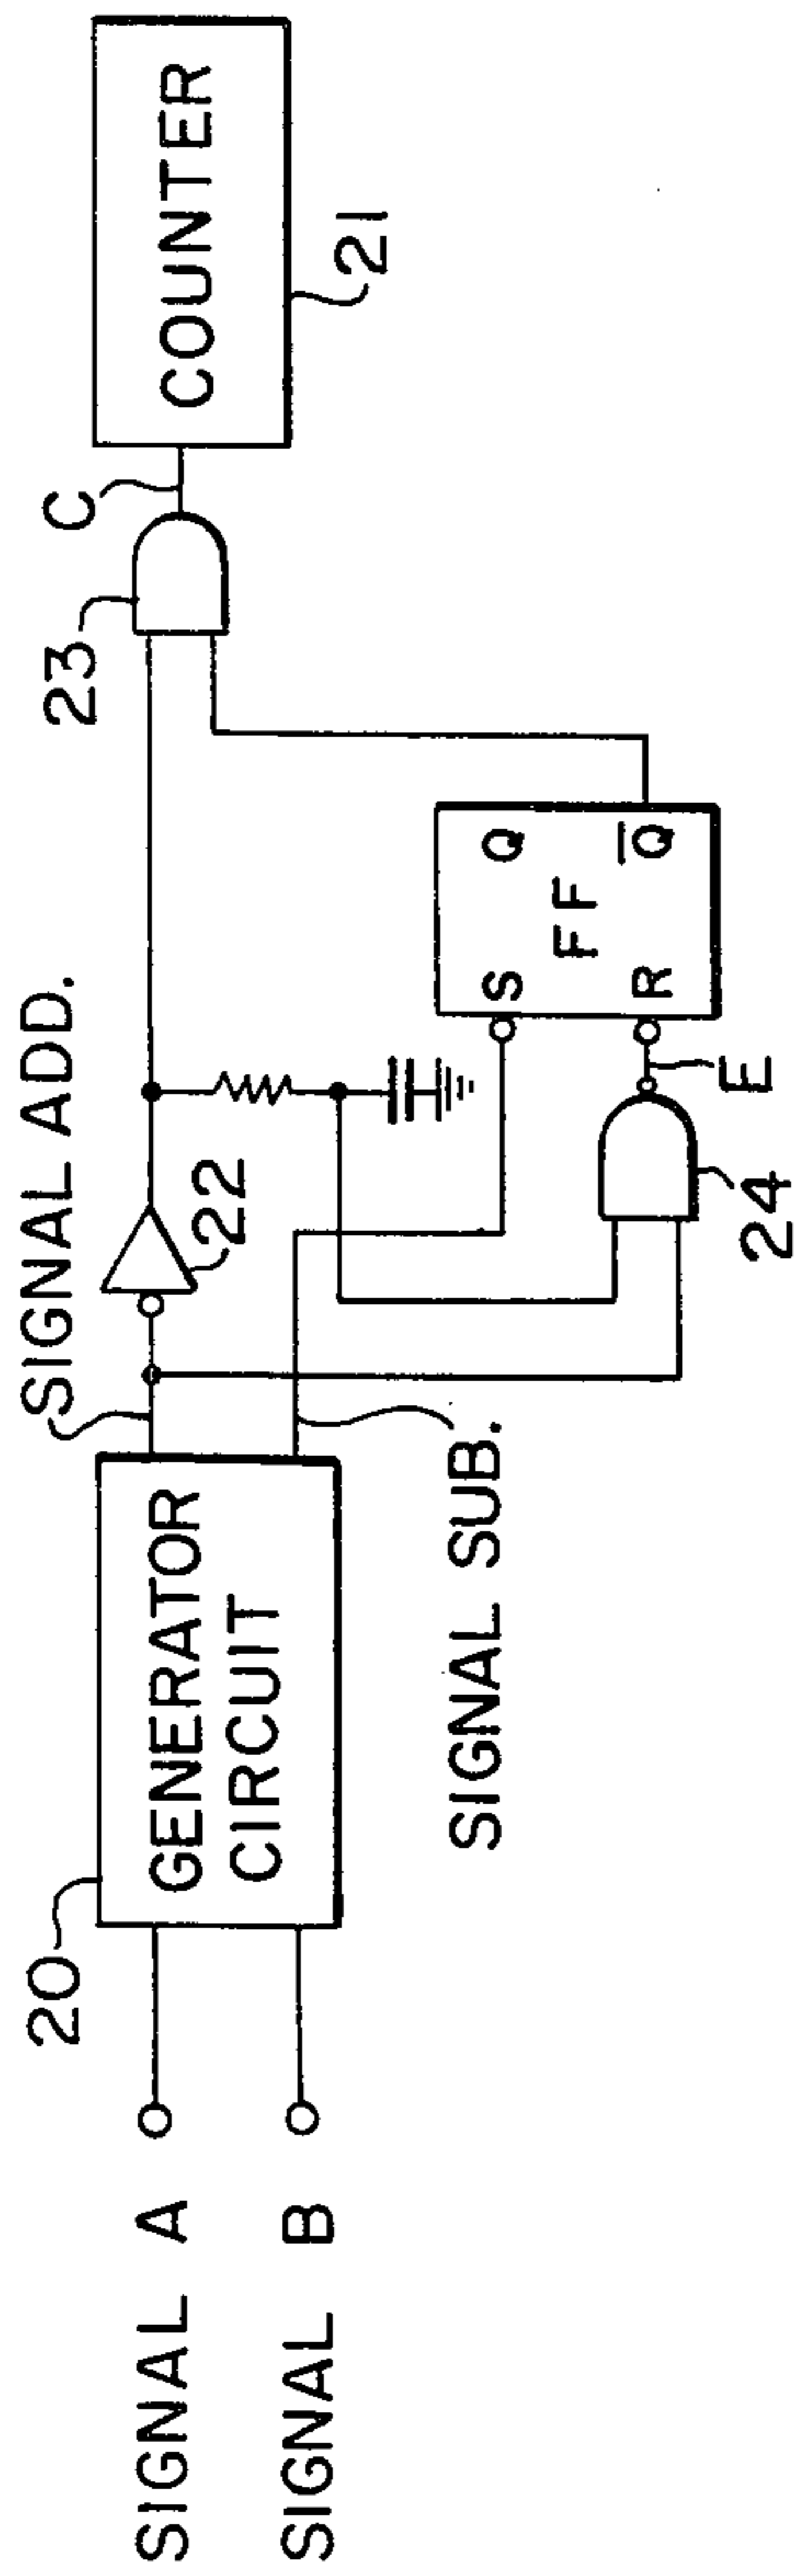 SIGNAL A
SIGNAL B
20
GENERATOR
CIRCUIT
SIGNAL ADD.
SIGNAL SUB.
22
24
E
S
R
FF
Q
Q̅
23
C
COUNTER
21